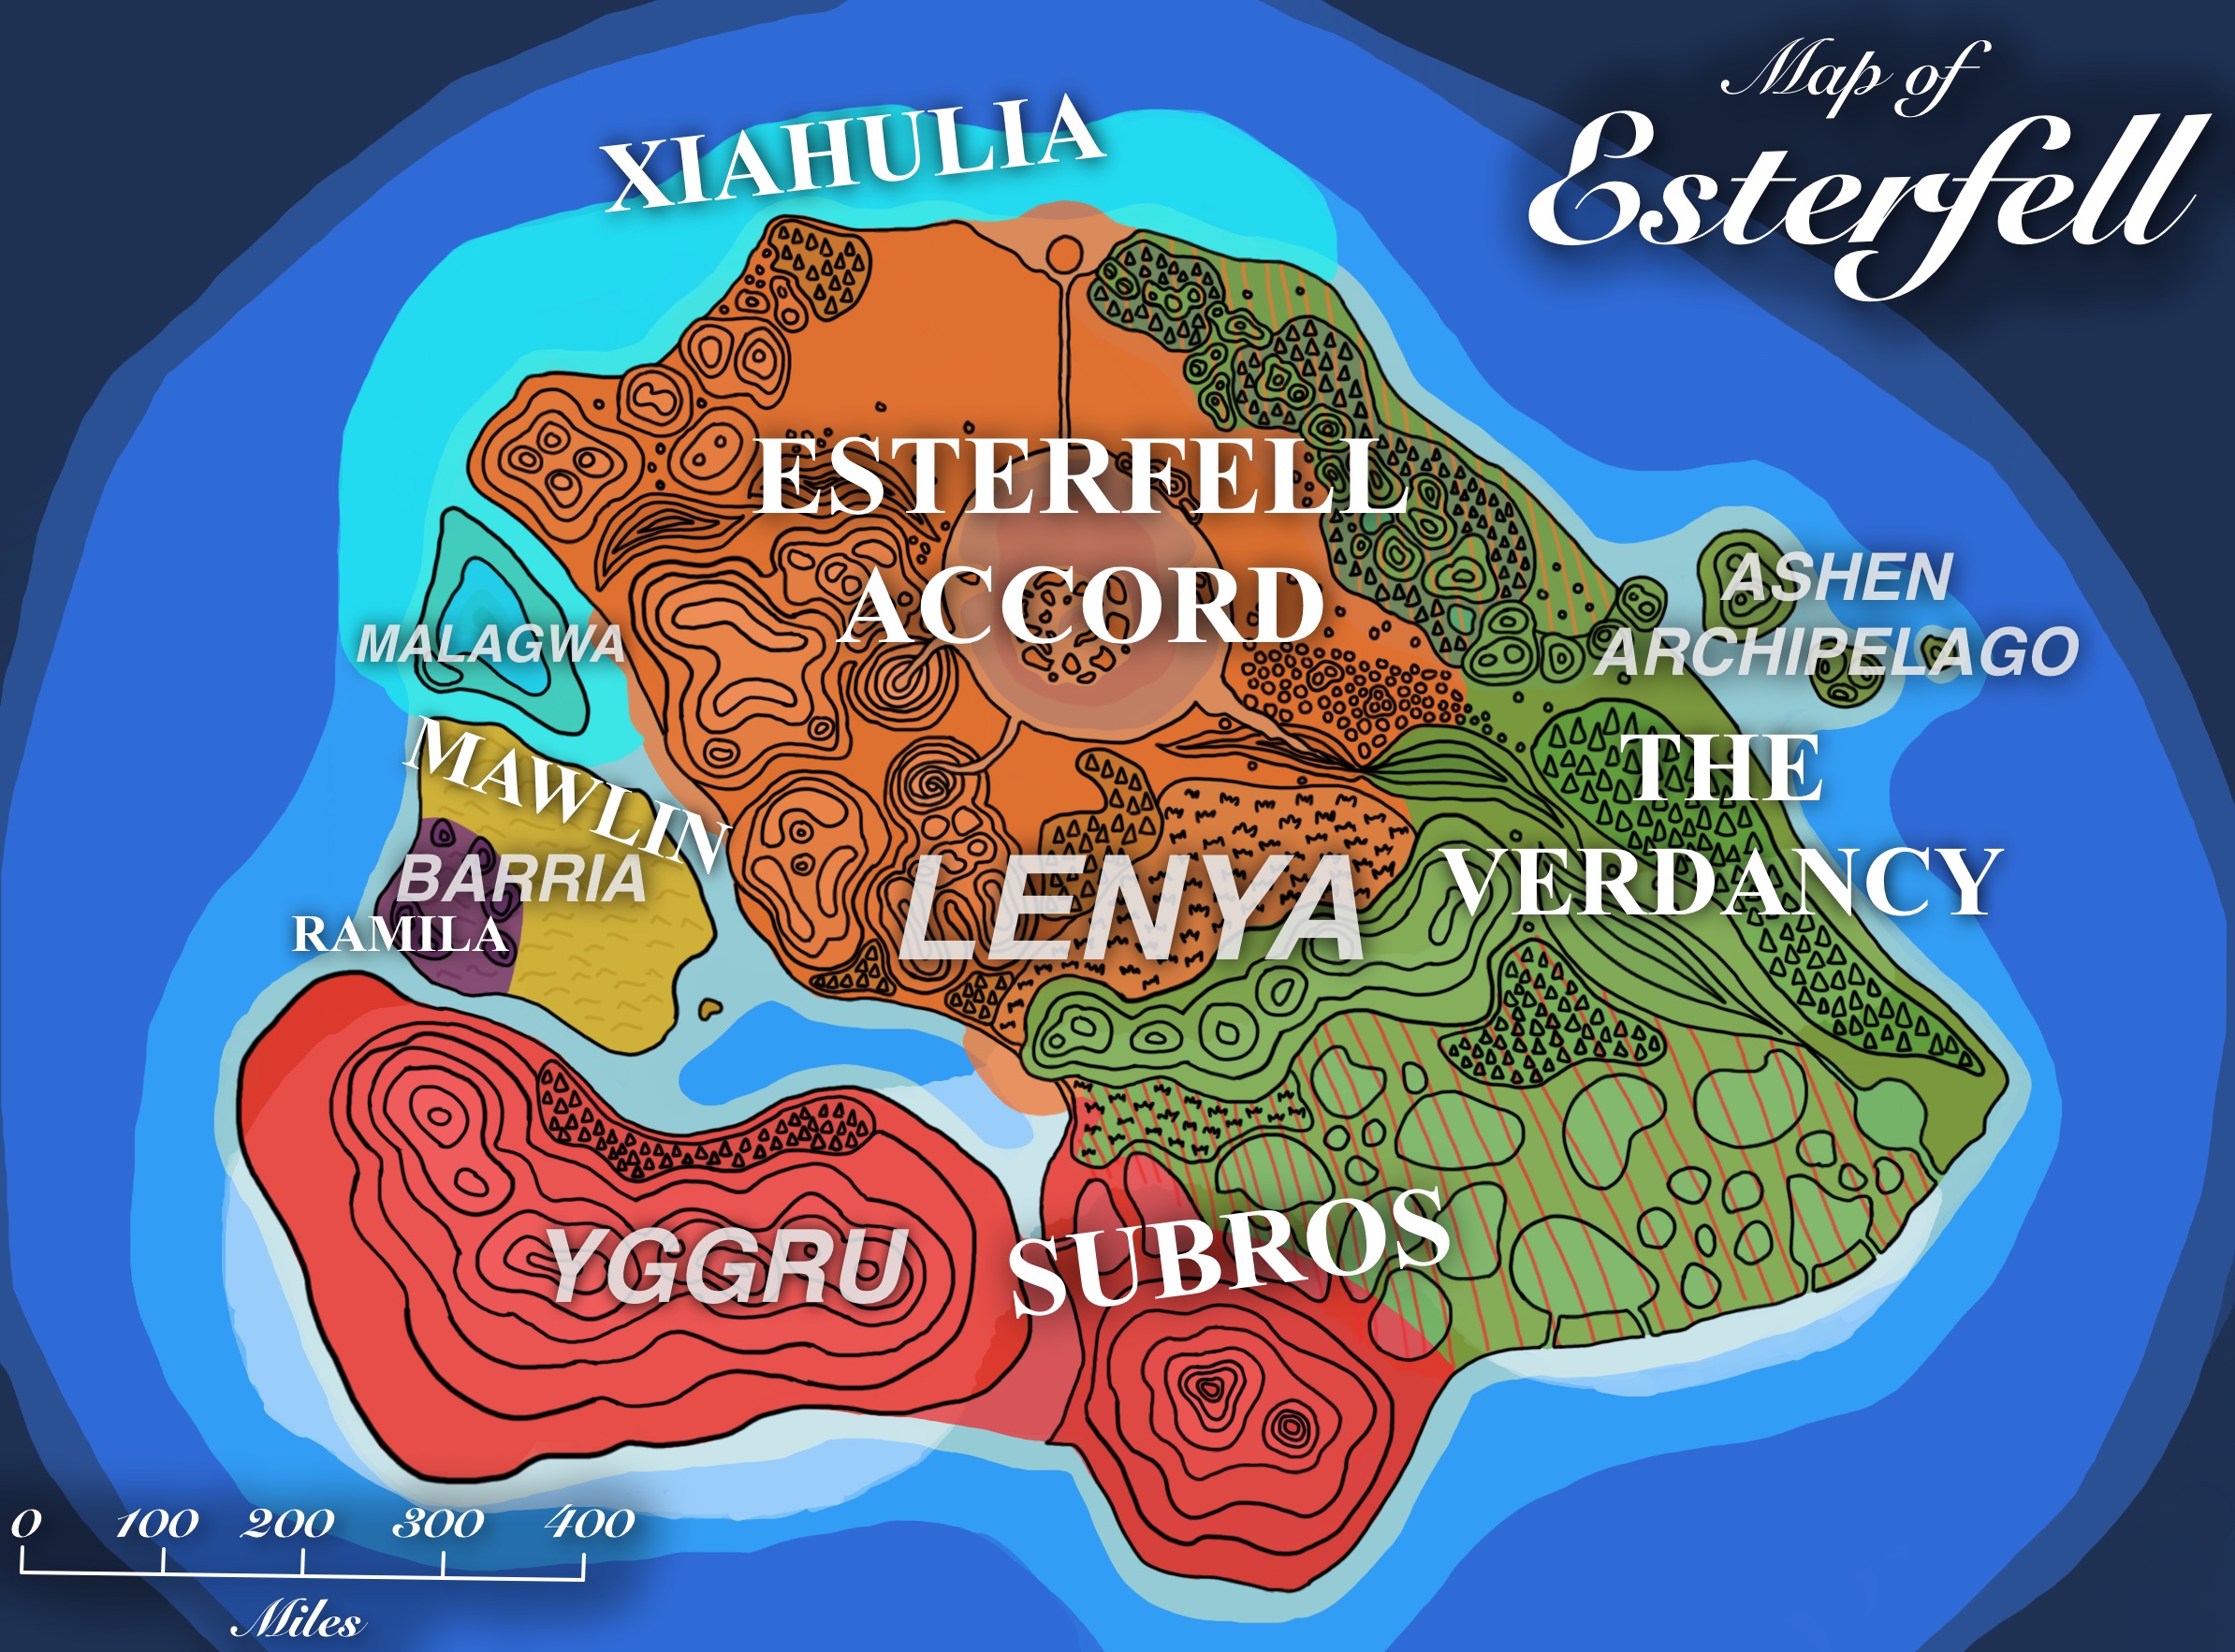 Map of
Esterfell
XIAHULIA
ESTERFELL
ACCORD
ASHEN
ARCHIPELAGO
MALAGWA
MAWLIN
THE
VERDANCY
BARRIA
LENYA
RAMILA
YGGRU
SUBROS
0 100 200 300 400
Miles